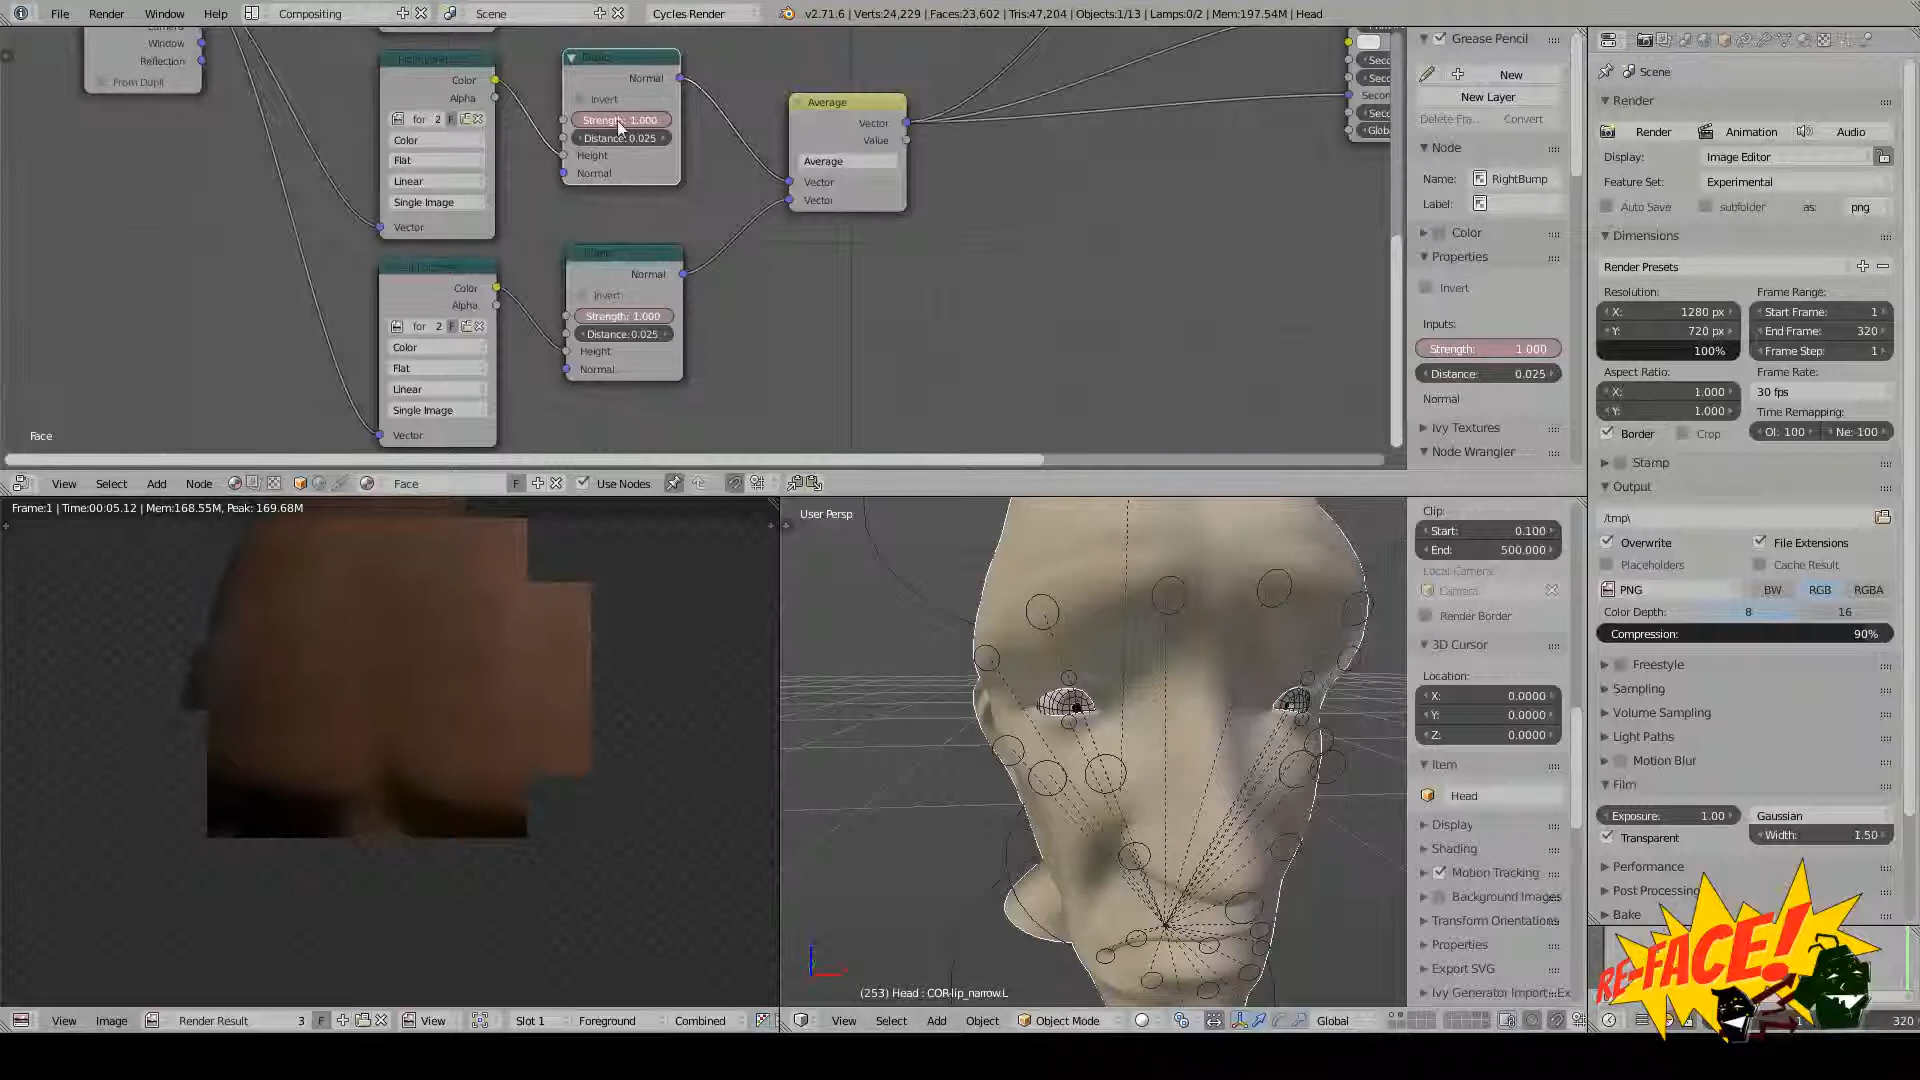 File Render Window Help Compositing Scene Cycles Render v2.71.6 | Verts:24,229 | Faces:23,602 | Tris:47,204 | Objects:1/13 | Lamps:0/2 | Mem:197.54M | Head
Window
Reflection
From Dupli
Color
Alpha
for 2 F
Color
Flat
Linear
Single Image
Vector
Normal
Invert
Strength: 1.000
Distance: 0.025
Height
Normal
Average
Vector
Value
Average
Vector
Vector
Color
Alpha
for 2 F
Color
Flat
Linear
Single Image
Vector
Normal
Invert
Strength: 1.000
Distance: 0.025
Height
Normal
Face
Grease Pencil
New
New Layer
Delete Fra... Convert
Node
Name: RightBump
Label:
Color
Properties
Invert
Inputs:
Strength: 1.000
Distance: 0.025
Normal
Ivy Textures
Node Wrangler
View Select Add Node Face F Use Nodes
Frame:1 | Time:00:05.12 | Mem:168.55M, Peak: 169.68M
User Persp
(253) Head : COR-lip_narrow.L
Clip:
Start: 0.100
End: 500.000
Local Camera:
Camera
Render Border
3D Cursor
Location:
X: 0.0000
Y: 0.0000
Z: 0.0000
Item
Head
Display
Shading
Motion Tracking
Background Images
Transform Orientations
Properties
Export SVG
Ivy Generator Import
Scene
Render
Render Animation Audio
Display: Image Editor
Feature Set: Experimental
Auto Save subfolder as: png
Dimensions
Render Presets
Resolution: Frame Range:
X: 1280 px Start Frame: 1
Y: 720 px End Frame: 320
100% Frame Step: 1
Aspect Ratio: Frame Rate:
X: 1.000 30 fps
Y: 1.000 Time Remapping:
Border Crop Ol: 100 Ne: 100
Stamp
Output
/tmp\
Overwrite File Extensions
Placeholders Cache Result
PNG BW RGB RGBA
Color Depth: 8 16
Compression: 90%
Freestyle
Sampling
Volume Sampling
Light Paths
Motion Blur
Film
Exposure: 1.00 Gaussian
Transparent Width: 1.50
Performance
Post Processing
Bake
RE-FACE!
View Image Render Result 3 F View Slot 1 Foreground Combined
View Select Add Object Object Mode Global
1 320